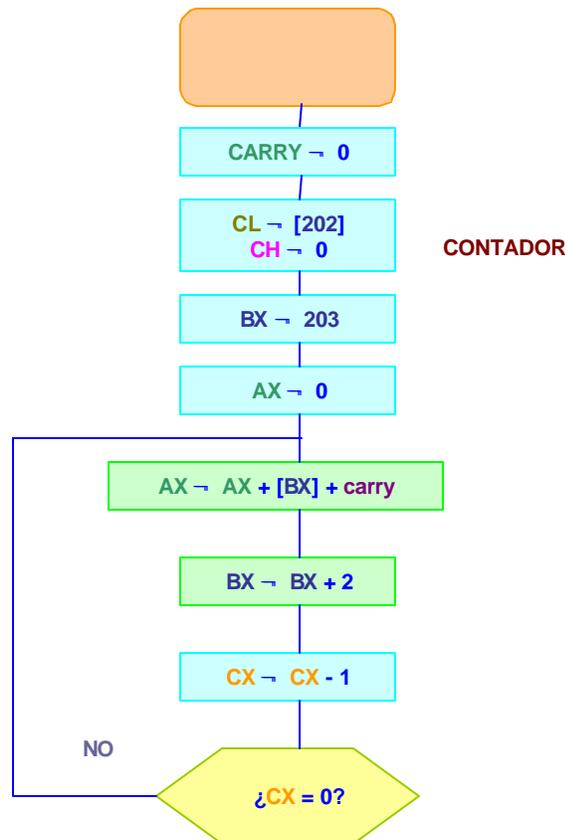 CARRY ¬ 0
CL ¬ [202]
CH ¬ 0
CONTADOR
BX ¬ 203
AX ¬ 0
AX ¬ AX + [BX] + carry
BX ¬ BX + 2
CX ¬ CX - 1
NO
¿CX = 0?